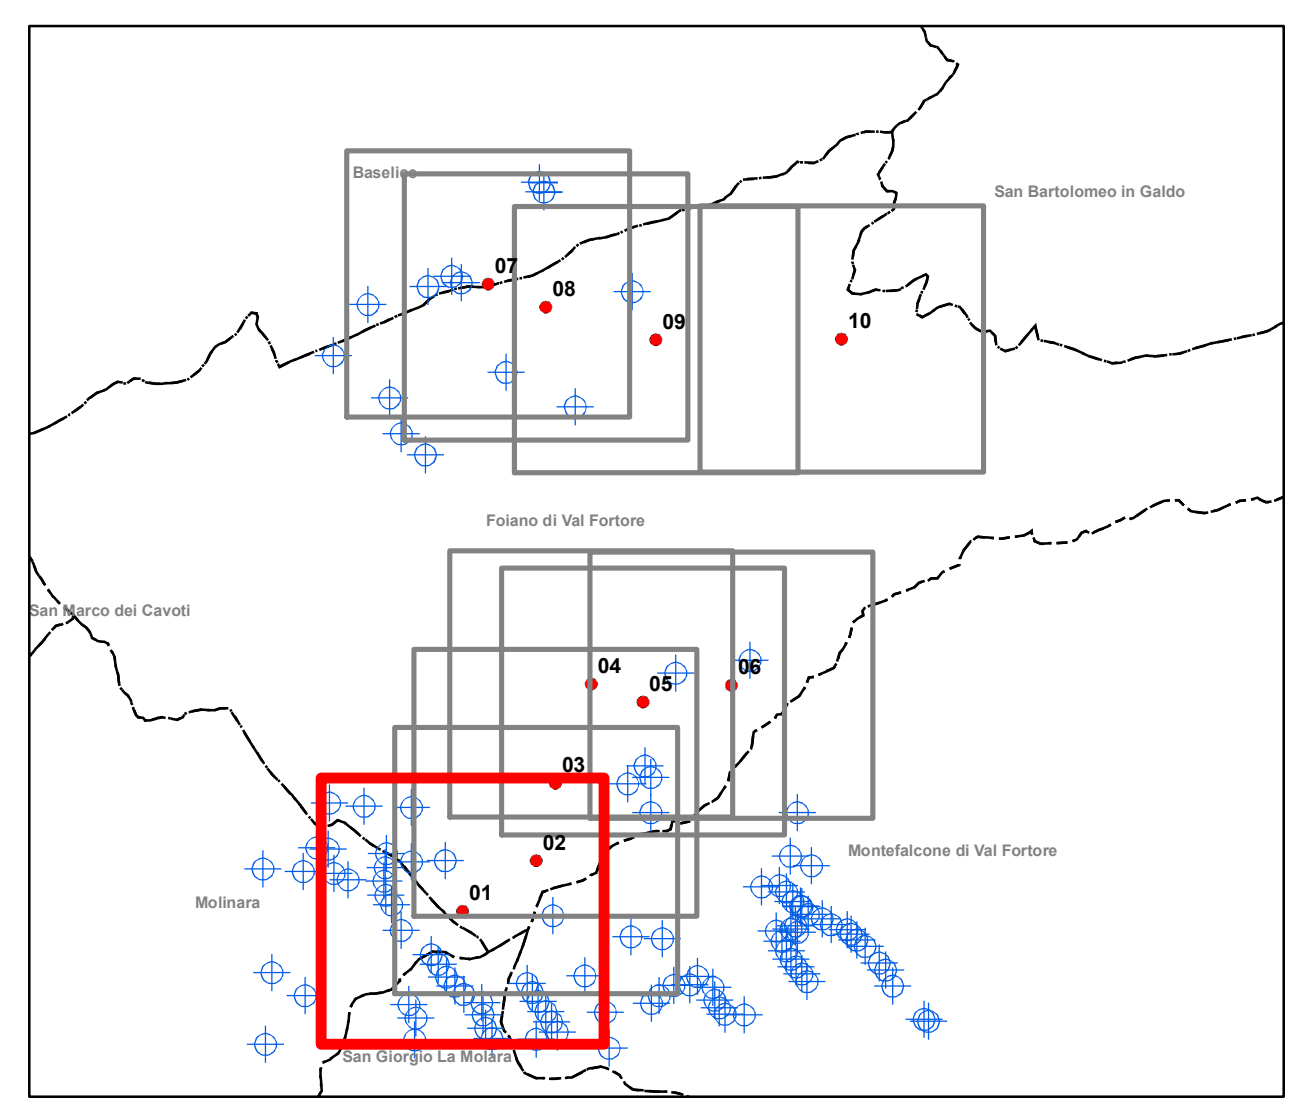 Baselice
San Bartolomeo in Galdo
07
08
09
10
Foiano di Val Fortore
San Marco dei Cavoti
04
05
06
03
02
Montefalcone di Val Fortore
01
Molinara
San Giorgio La Molara